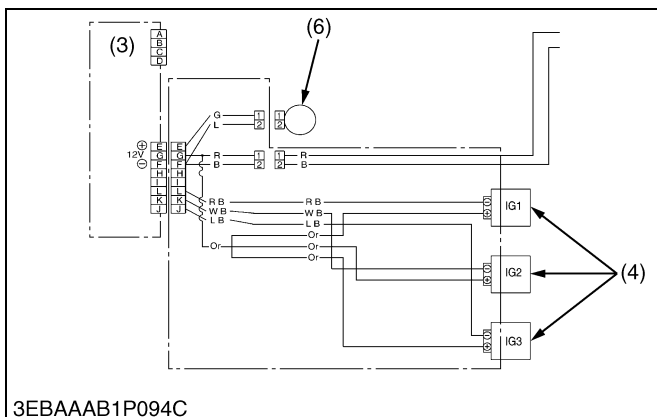 (3)
A
B
C
D
(6)
G 1 1
L 2 2
⊕ E E
12V G G R 1 1 R
⊖ F F B 2 2 B
H H
I I
L L R B R B ⊖ IG1
K K W B W B ⊕
J J L B L B
Or
Or Or
Or
⊖ IG2
⊕
(4)
⊖ IG3
⊕
3EBAAAB1P094C